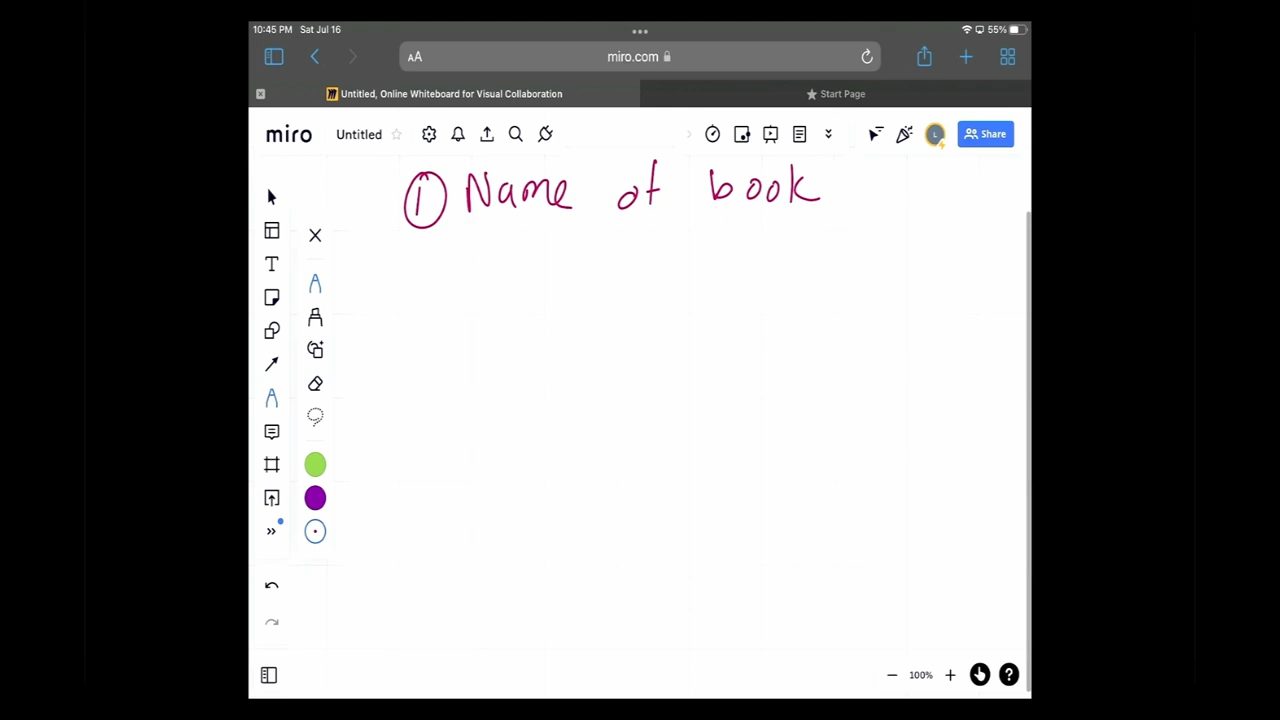 10:45 PM Sat Jul 16
55%
AA miro.com
Untitled, Online Whiteboard for Visual Collaboration
Start Page
miro Untitled
L
Share
① Name of book
T
100%
?